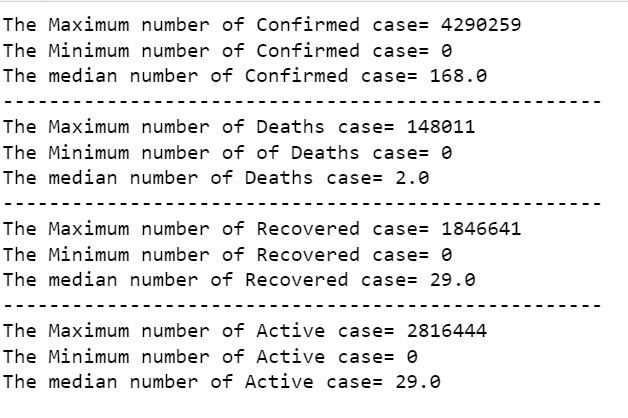 The Maximum number of Confirmed case= 4290259
The Minimum number of Confirmed case= 0
The median number of Confirmed case= 168.0
----------------------------------------------------
The Maximum number of Deaths case= 148011
The Minimum number of of Deaths case= 0
The median number of Deaths case= 2.0
----------------------------------------------------
The Maximum number of Recovered case= 1846641
The Minimum number of Recovered case= 0
The median number of Recovered case= 29.0
----------------------------------------------------
The Maximum number of Active case= 2816444
The Minimum number of Active case= 0
The median number of Active case= 29.0